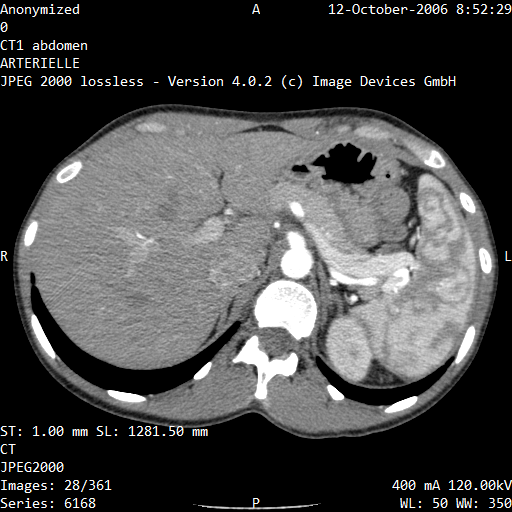 Anonymized A 12-October-2006 8:52:29
0
CT1 abdomen
ARTERIELLE
JPEG 2000 lossless - Version 4.0.2 (c) Image Devices GmbH
R L
ST: 1.00 mm SL: 1281.50 mm
CT
JPEG2000
Images: 28/361 400 mA 120.00kV
Series: 6168 P WL: 50 WW: 350